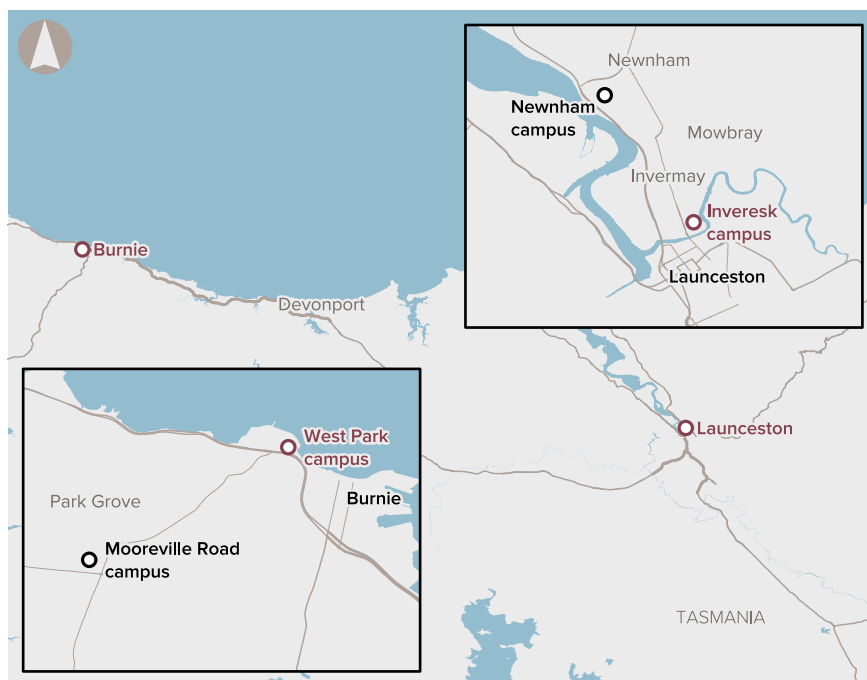 Newnham
Newnham
campus
Mowbray
Invermay
Inveresk
campus
Launceston
Burnie
Devonport
West Park
campus
Burnie
Park Grove
Mooreville Road
campus
Launceston
TASMANIA